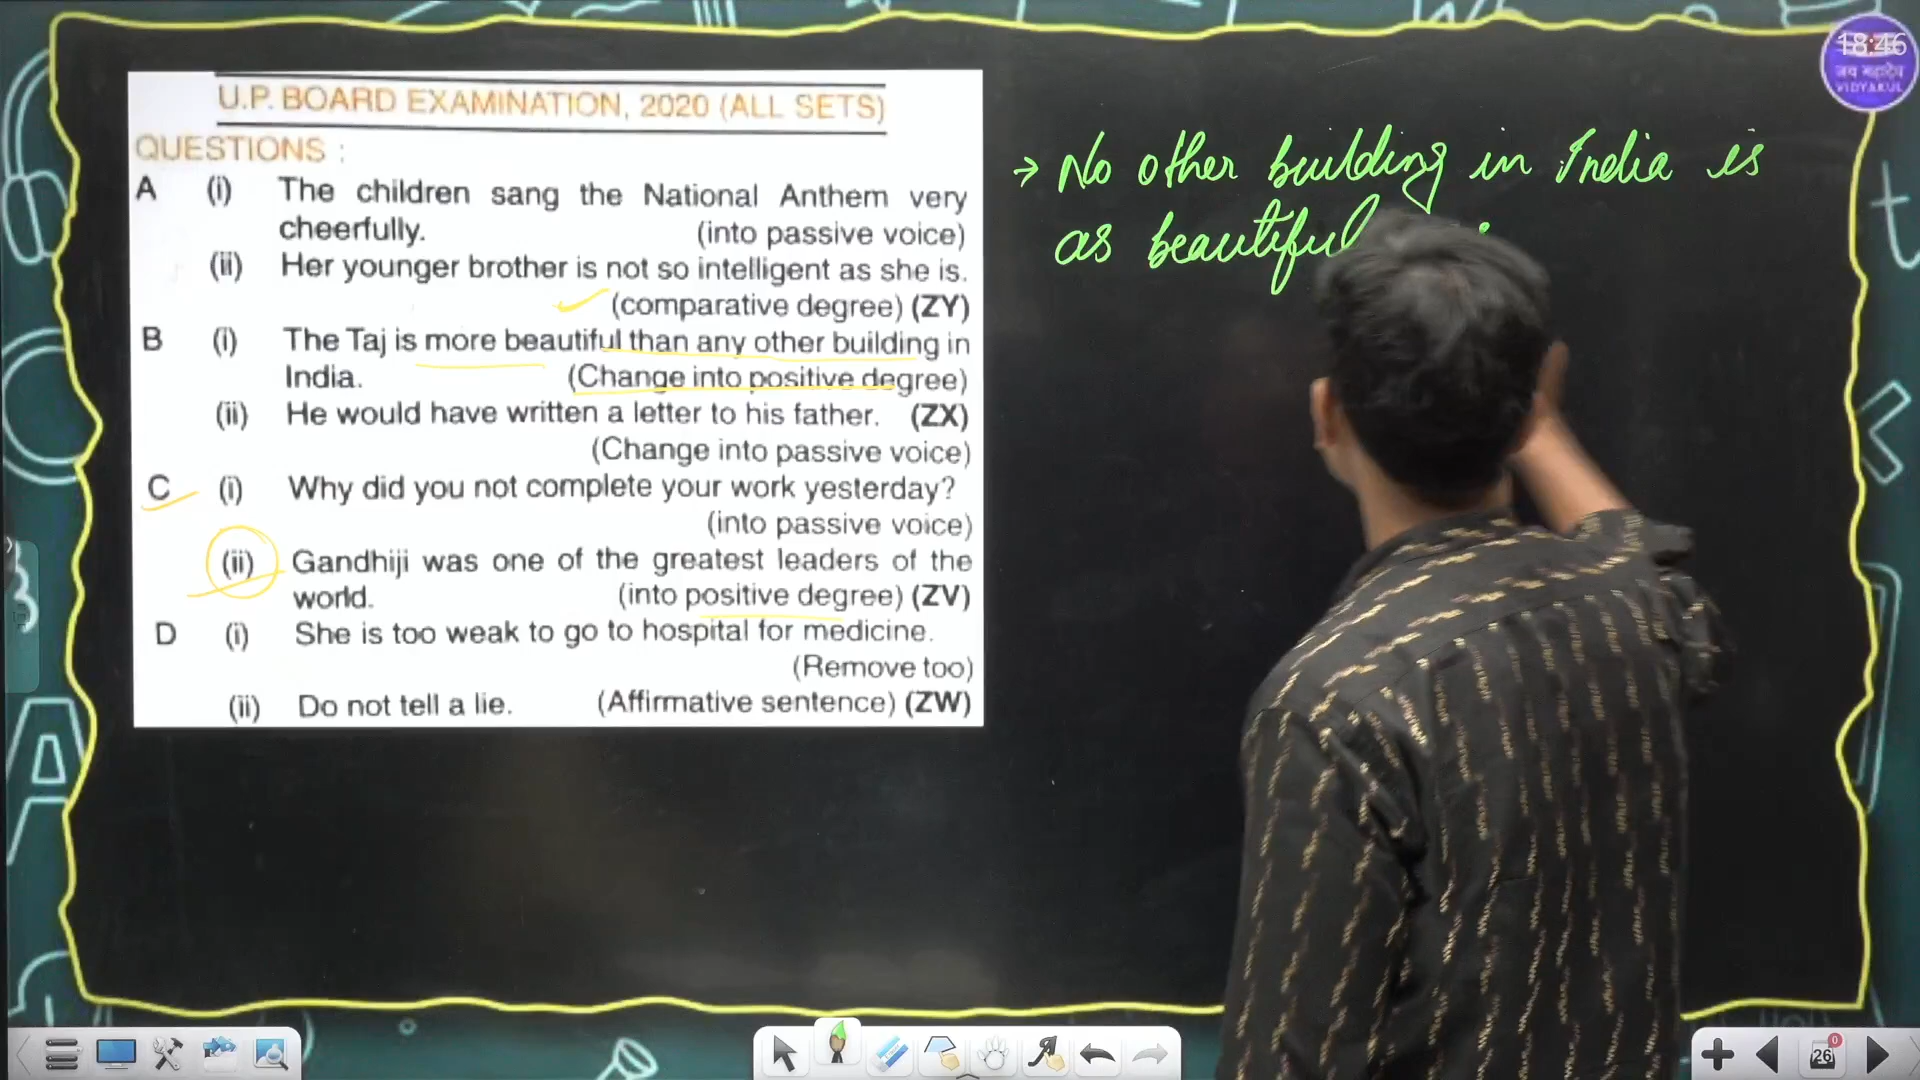 18:46
जय महादेव
VIDYAKUL
U.P. BOARD EXAMINATION, 2020 (ALL SETS)
QUESTIONS :
A (i) The children sang the National Anthem very
cheerfully. (into passive voice)
(ii) Her younger brother is not so intelligent as she is.
(comparative degree) (ZY)
B (i) The Taj is more beautiful than any other building in
India. (Change into positive degree)
(ii) He would have written a letter to his father. (ZX)
(Change into passive voice)
C (i) Why did you not complete your work yesterday?
(into passive voice)
(ii) Gandhiji was one of the greatest leaders of the
world. (into positive degree) (ZV)
D (i) She is too weak to go to hospital for medicine.
(Remove too)
(ii) Do not tell a lie. (Affirmative sentence) (ZW)
→ No other building in India is
as beautiful
26
0